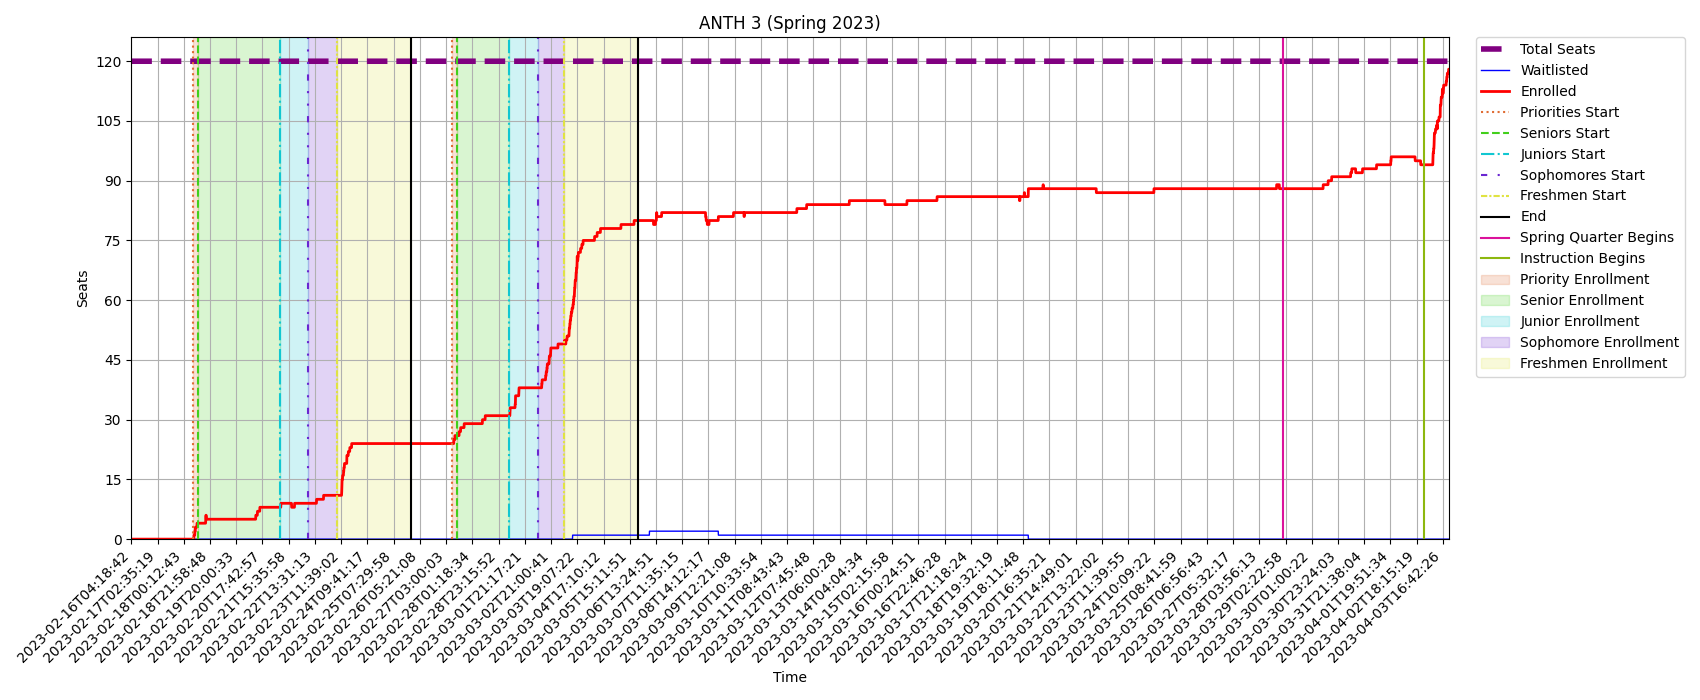 ANTH 3 (Spring 2023)
Seats
120
105
90
75
60
45
30
15
0
2023-02-16T04:18:42
2023-02-17T02:35:19
2023-02-18T00:12:43
2023-02-18T21:58:48
2023-02-19T20:00:33
2023-02-20T17:42:57
2023-02-21T15:35:58
2023-02-22T13:31:13
2023-02-23T11:39:02
2023-02-24T09:41:17
2023-02-25T07:29:58
2023-02-26T05:21:08
2023-02-27T03:00:03
2023-02-28T01:18:34
2023-02-28T23:15:52
2023-03-01T21:17:21
2023-03-02T21:00:41
2023-03-03T19:07:22
2023-03-04T17:10:12
2023-03-05T15:11:51
2023-03-06T13:24:51
2023-03-07T11:35:15
2023-03-08T14:12:17
2023-03-09T12:21:08
2023-03-10T10:33:54
2023-03-11T08:43:43
2023-03-12T07:45:48
2023-03-13T06:00:28
2023-03-14T04:04:34
2023-03-15T02:15:58
2023-03-16T00:24:51
2023-03-16T22:46:28
2023-03-17T21:18:24
2023-03-18T19:32:19
2023-03-19T18:11:48
2023-03-20T16:35:21
2023-03-21T14:49:01
2023-03-22T13:22:02
2023-03-23T11:39:55
2023-03-24T10:09:22
2023-03-25T08:41:59
2023-03-26T06:56:43
2023-03-27T05:32:17
2023-03-28T03:56:13
2023-03-29T02:22:58
2023-03-30T01:00:22
2023-03-30T23:24:03
2023-03-31T21:38:04
2023-04-01T19:51:34
2023-04-02T18:15:19
2023-04-03T16:42:26
Time
Total Seats
Waitlisted
Enrolled
Priorities Start
Seniors Start
Juniors Start
Sophomores Start
Freshmen Start
End
Spring Quarter Begins
Instruction Begins
Priority Enrollment
Senior Enrollment
Junior Enrollment
Sophomore Enrollment
Freshmen Enrollment